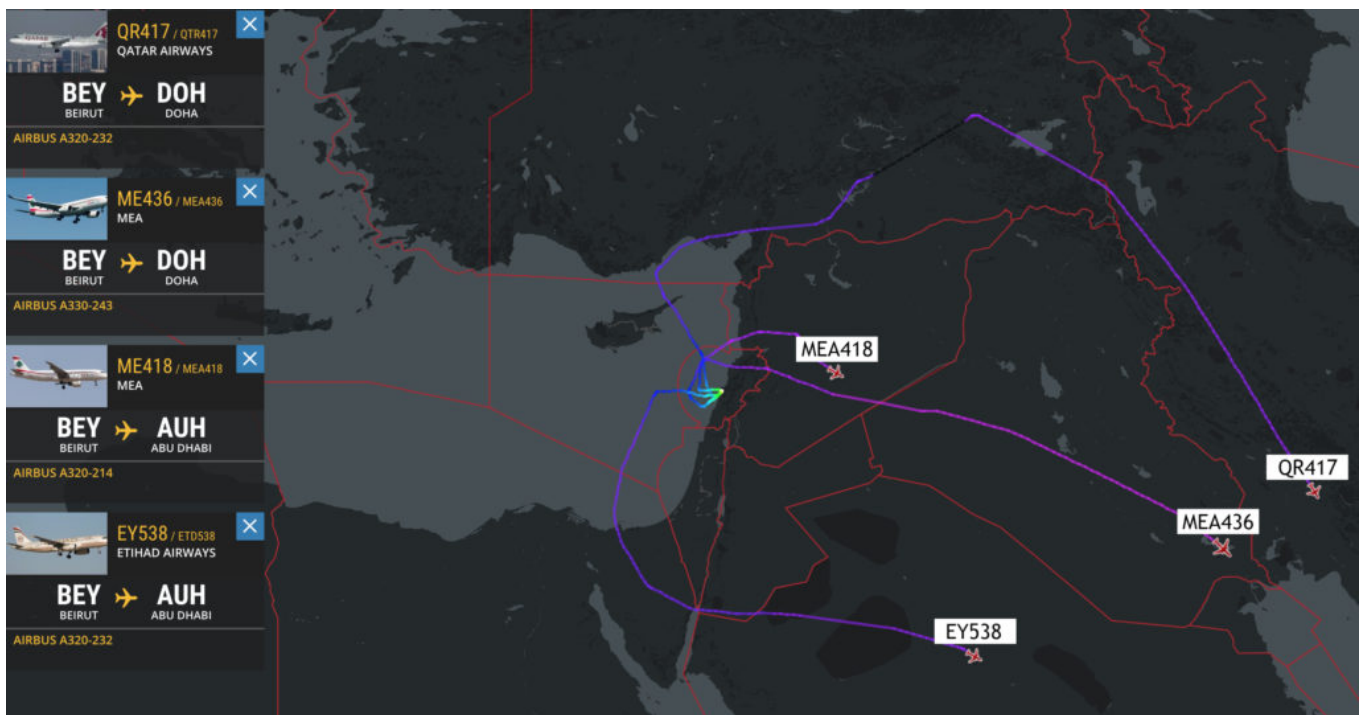 QR417 / QTR417
QATAR AIRWAYS
BEY DOH
BEIRUT DOHA
AIRBUS A320-232
ME436 / MEA436
MEA
BEY DOH
BEIRUT DOHA
AIRBUS A330-243
ME418 / MEA418
MEA
BEY AUH
BEIRUT ABU DHABI
AIRBUS A320-214
EY538 / ETD538
ETIHAD AIRWAYS
BEY AUH
BEIRUT ABU DHABI
AIRBUS A320-232
MEA418
QR417
MEA436
EY538